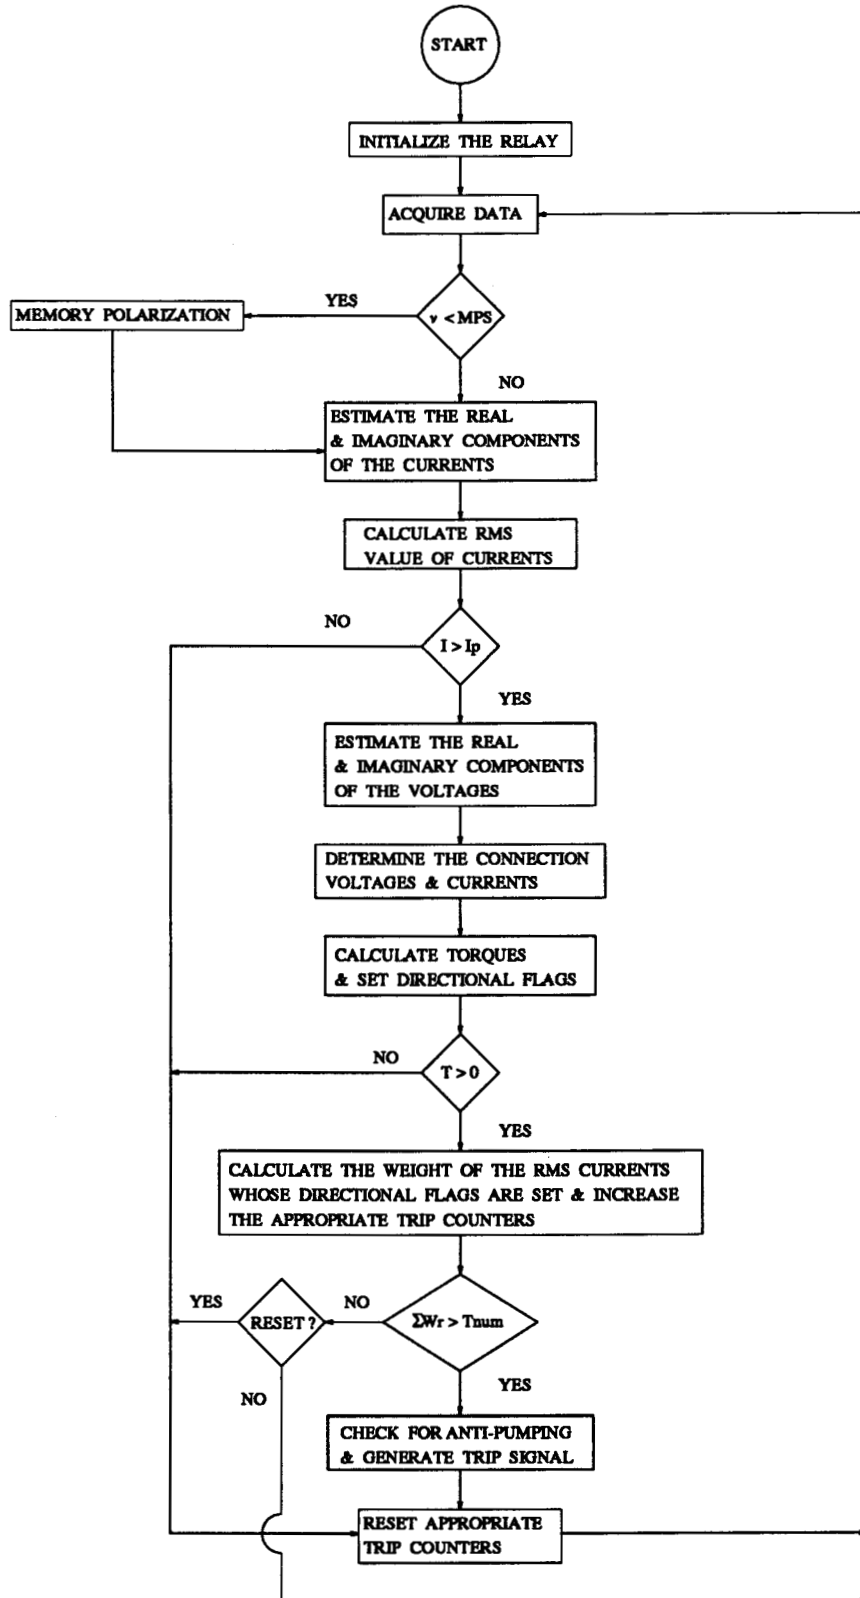 START
INITIALIZE THE RELAY
ACQUIRE DATA
YES
MEMORY POLARIZATION
v < MPS
NO
ESTIMATE THE REAL
& IMAGINARY COMPONENTS
OF THE CURRENTS
CALCULATE RMS
VALUE OF CURRENTS
NO
I > Ip
YES
ESTIMATE THE REAL
& IMAGINARY COMPONENTS
OF THE VOLTAGES
DETERMINE THE CONNECTION
VOLTAGES & CURRENTS
CALCULATE TORQUES
& SET DIRECTIONAL FLAGS
NO
T > 0
YES
CALCULATE THE WEIGHT OF THE RMS CURRENTS
WHOSE DIRECTIONAL FLAGS ARE SET & INCREASE
THE APPROPRIATE TRIP COUNTERS
YES
RESET ?
NO
ΣWr > Tnum
NO
YES
CHECK FOR ANTI-PUMPING
& GENERATE TRIP SIGNAL
RESET APPROPRIATE
TRIP COUNTERS